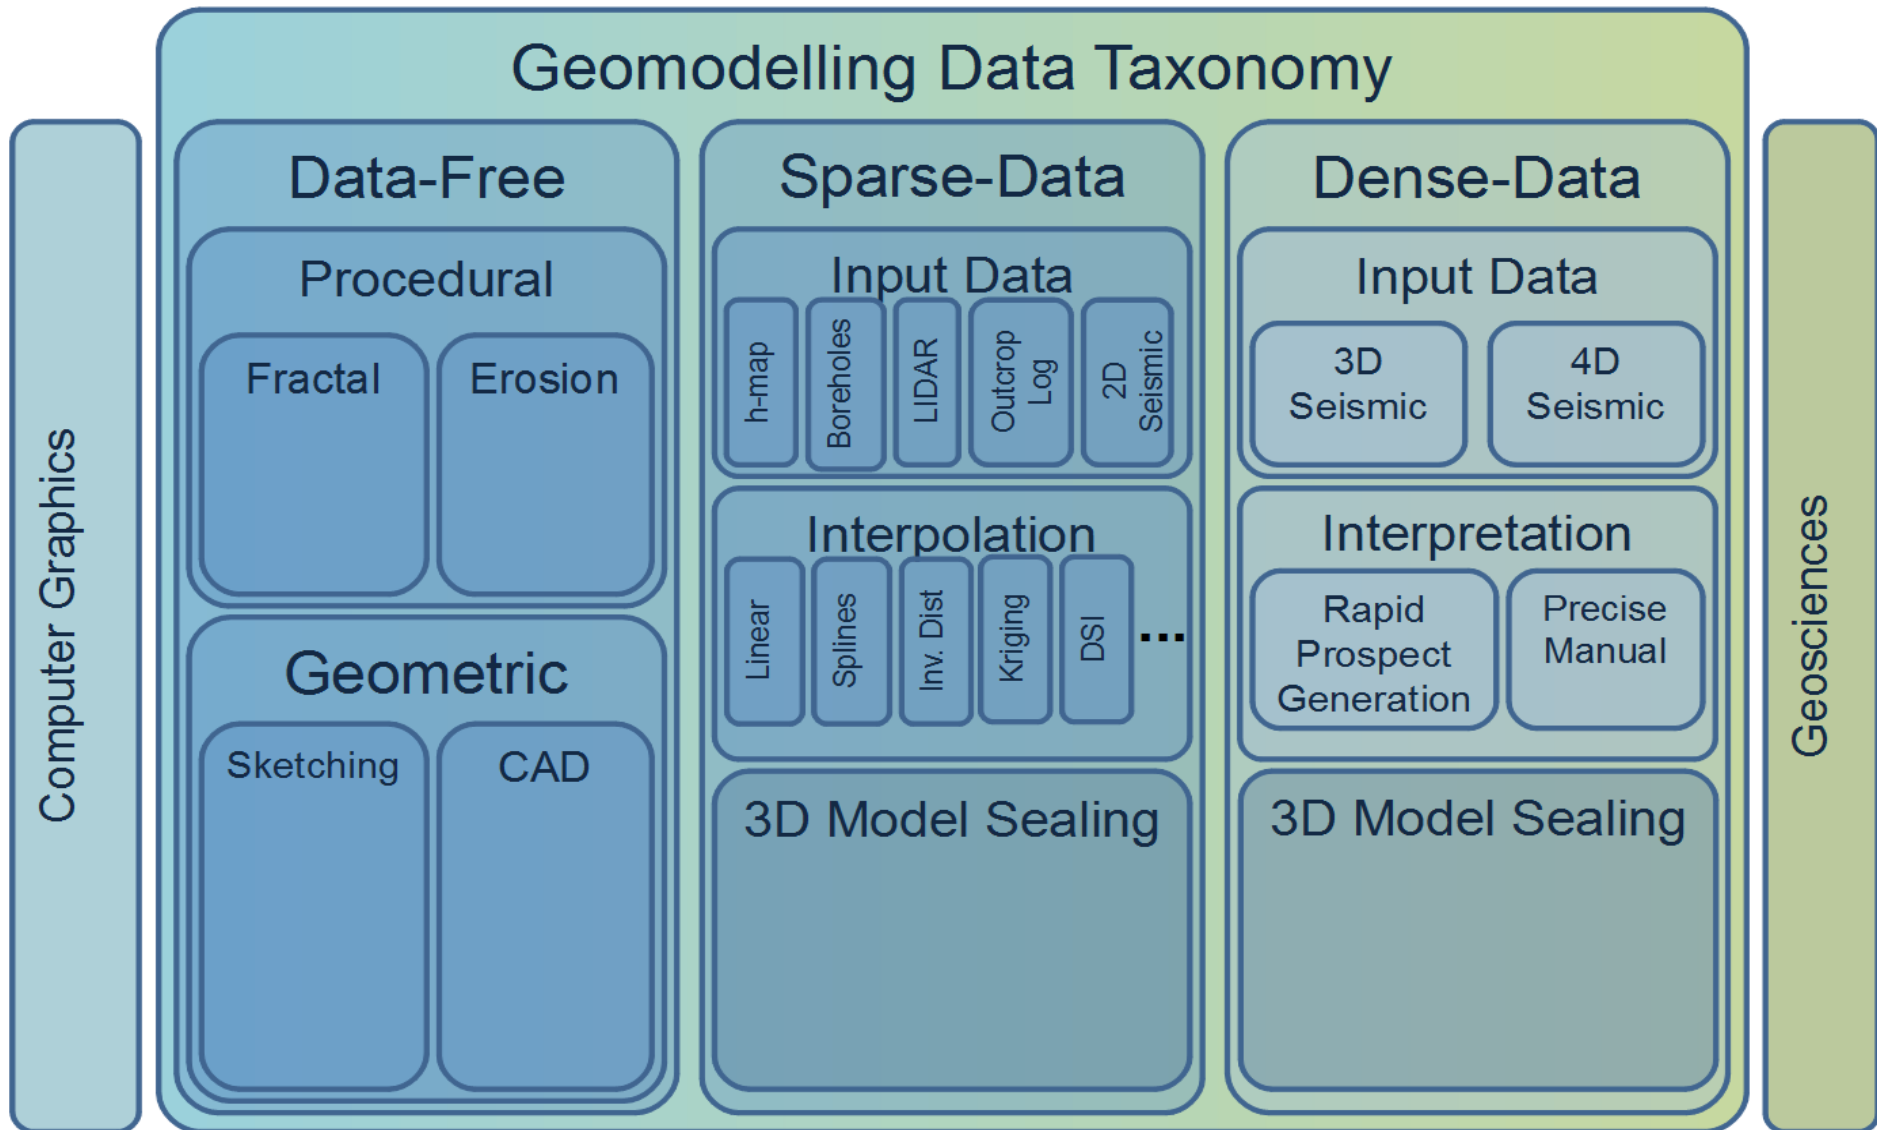 Geomodelling Data Taxonomy
Computer Graphics
Data-Free
Procedural
Fractal
Erosion
Geometric
Sketching
CAD
Sparse-Data
Input Data
h-map
Boreholes
LIDAR
Outcrop
Log
2D
Seismic
Interpolation
Linear
Splines
Inv. Dist
Kriging
DSI
...
3D Model Sealing
Dense-Data
Input Data
3D
Seismic
4D
Seismic
Interpretation
Rapid
Prospect
Generation
Precise
Manual
3D Model Sealing
Geosciences